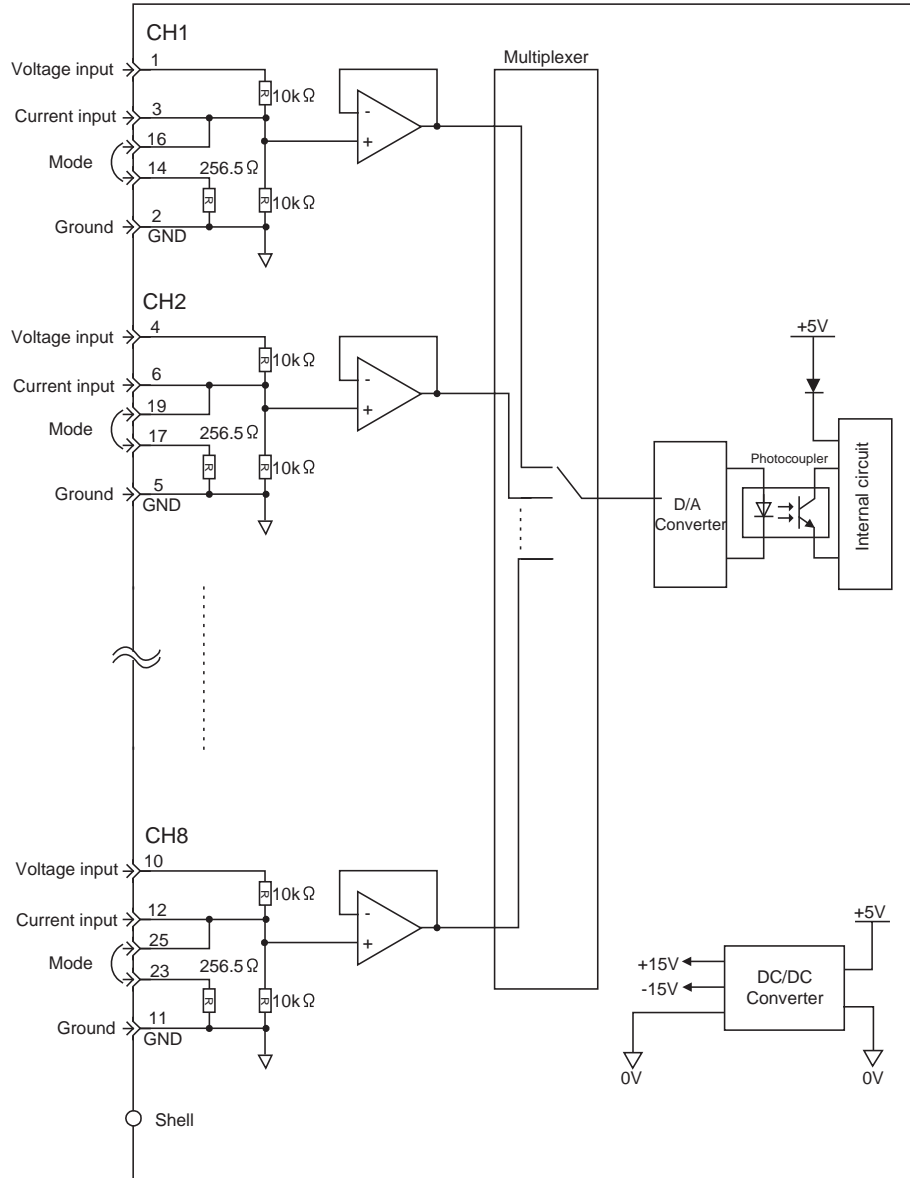 CH1
Voltage input
1
Current input
3
16
Mode
14
Ground
2
GND
R
10kΩ
256.5Ω
R
R
10kΩ
-
+
Multiplexer
CH2
Voltage input
4
Current input
6
19
Mode
17
Ground
5
GND
R
10kΩ
256.5Ω
R
R
10kΩ
-
+
D/A
Converter
Photocoupler
+5V
Internal circuit
CH8
Voltage input
10
Current input
12
25
Mode
23
Ground
11
GND
R
10kΩ
256.5Ω
R
R
10kΩ
-
+
+15V
-15V
DC/DC
Converter
+5V
0V
0V
Shell